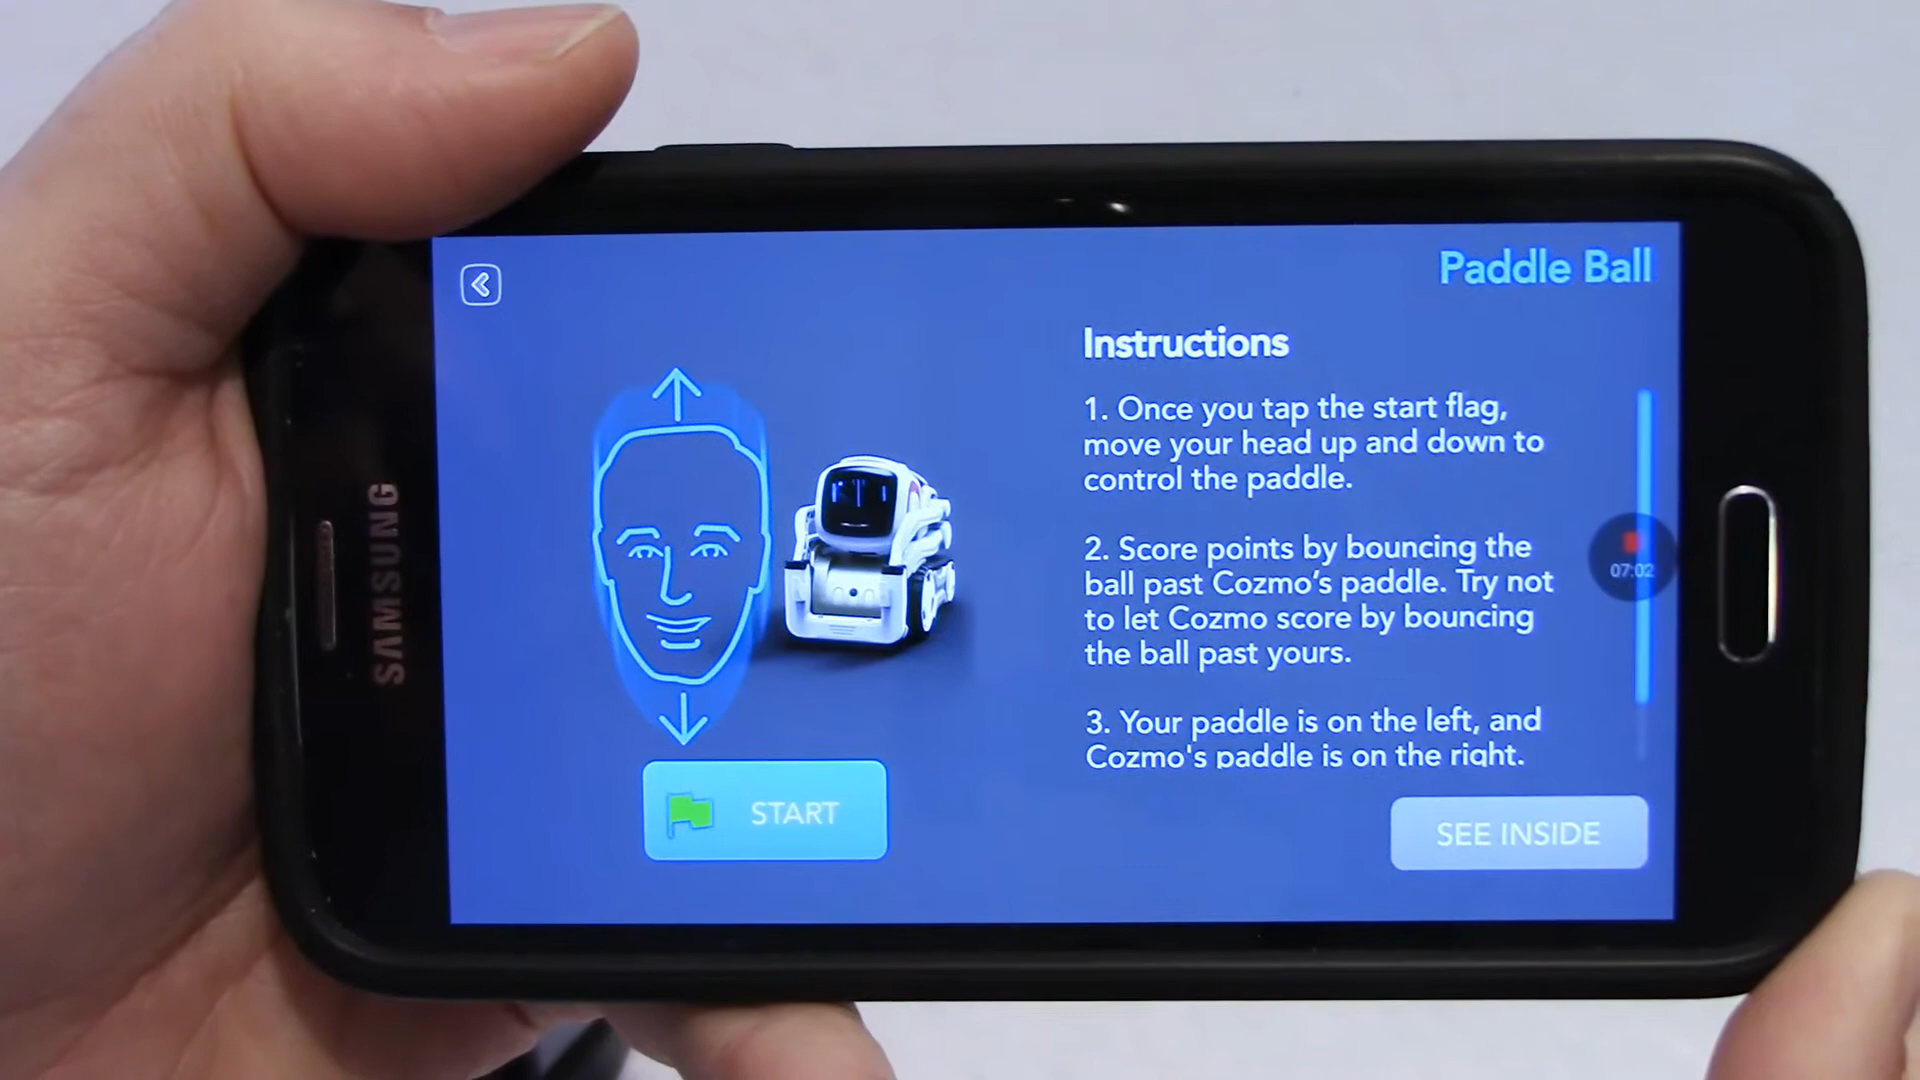 SAMSUNG
Paddle Ball
Instructions
1. Once you tap the start flag,
move your head up and down to
control the paddle.
2. Score points by bouncing the
ball past Cozmo's paddle. Try not
to let Cozmo score by bouncing
the ball past yours.
3. Your paddle is on the left, and
Cozmo's paddle is on the right.
07:02
START
SEE INSIDE